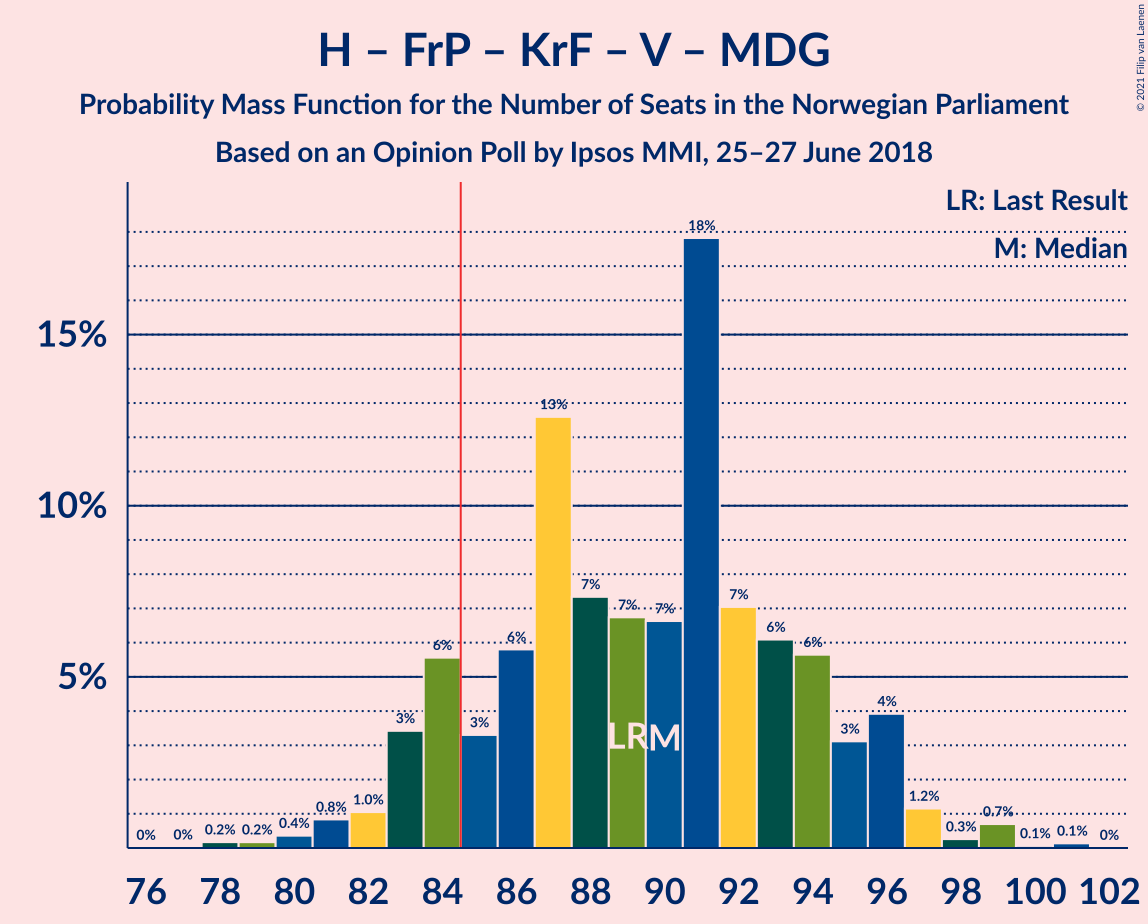 H – FrP – KrF – V – MDG
Probability Mass Function for the Number of Seats in the Norwegian Parliament
Based on an Opinion Poll by Ipsos MMI, 25–27 June 2018
© 2021 Filip van Laenen
LR: Last Result
M: Median
15%
10%
5%
0% 0% 0.2% 0.2% 0.4% 0.8% 1.0% 3% 6% 3% 6% 13% 7% 7% 7% 18% 7% 6% 6% 3% 4% 1.2% 0.3% 0.7% 0.1% 0.1% 0%
LR M
76 78 80 82 84 86 88 90 92 94 96 98 100 102